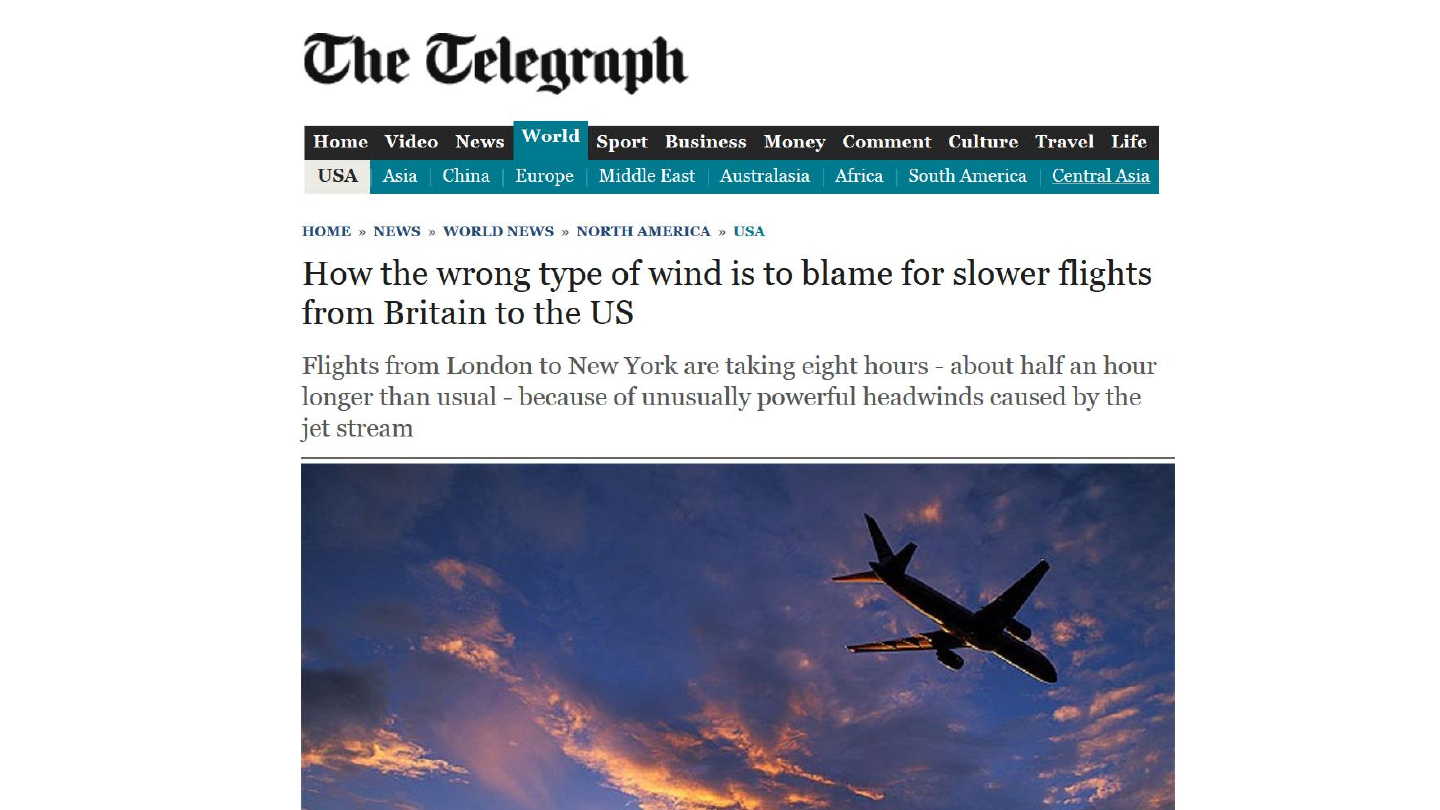 The Telegraph
Home Video News World Sport Business Money Comment Culture Travel Life
USA Asia China Europe Middle East Australasia Africa South America Central Asia
HOME » NEWS » WORLD NEWS » NORTH AMERICA » USA
How the wrong type of wind is to blame for slower flights
from Britain to the US
Flights from London to New York are taking eight hours - about half an hour
longer than usual - because of unusually powerful headwinds caused by the
jet stream